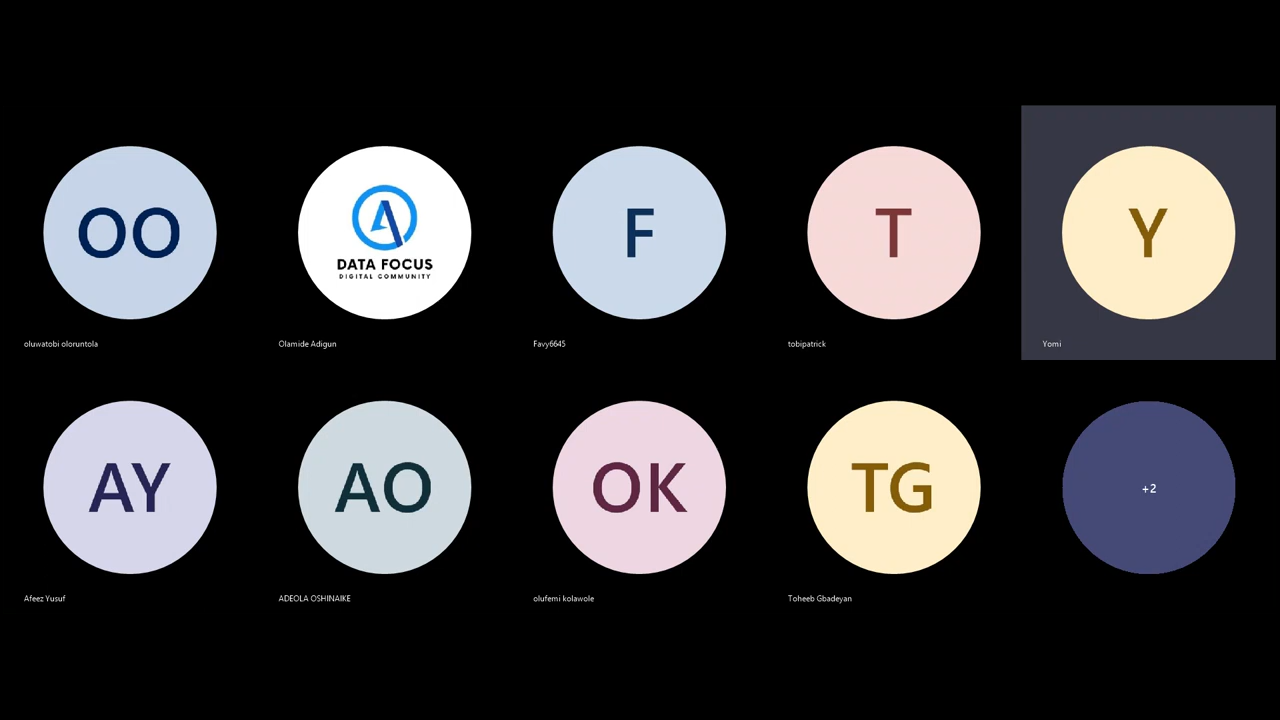 OO
DATA FOCUS
DIGITAL COMMUNITY
F
T
Y
oluwatobi oloruntola
Olamide Adigun
Favy6645
tobipatrick
Yomi
AY
AO
OK
TG
+2
Afeez Yusuf
ADEOLA OSHINAIKE
olufemi kolawole
Toheeb Gbadeyan